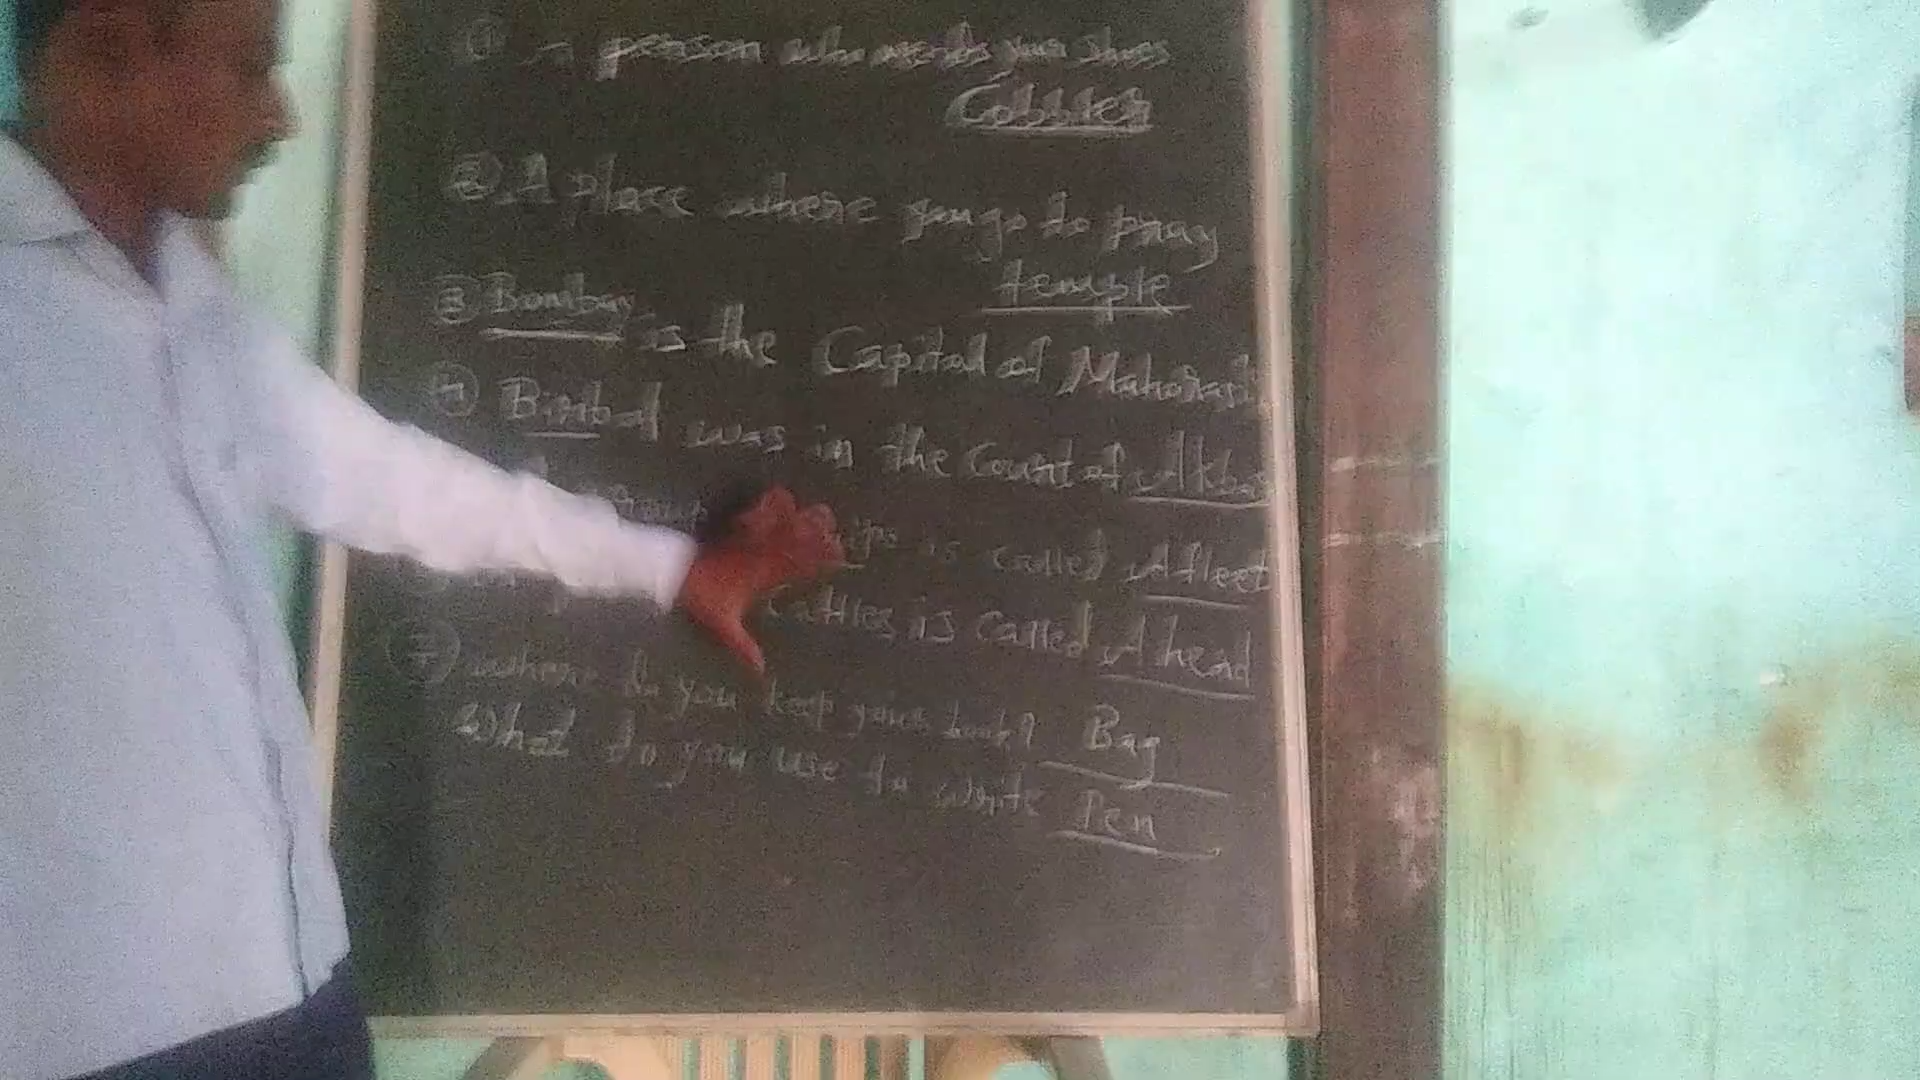 ① A person who mends your shoes
Cobbler
② A place where you go to pray
temple
③ Bombay is the Capital of Maharash
④ Birbal was in the Court of Akbar
is called A fleet
Cattles is called A herd
⑦ where do you keep your book? Bag
What do you use to write Pen